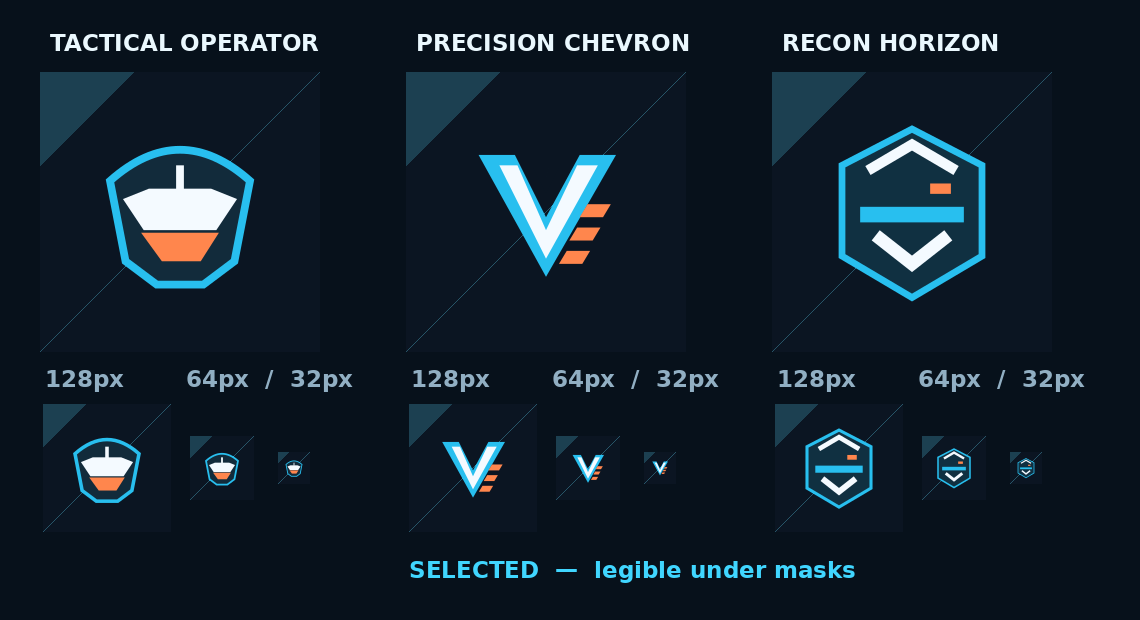 TACTICAL OPERATOR
PRECISION CHEVRON
RECON HORIZON
128px 64px / 32px
128px 64px / 32px
128px 64px / 32px
SELECTED — legible under masks